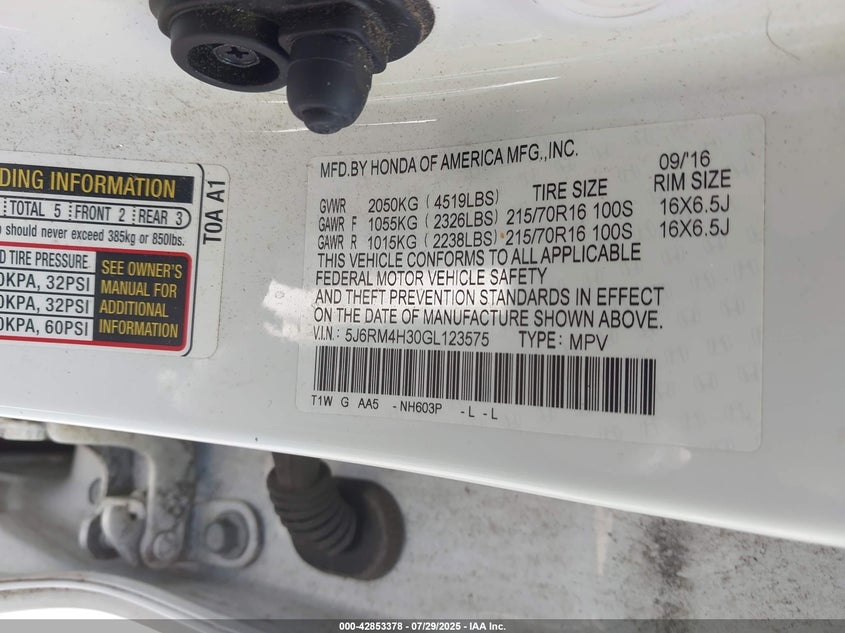 DING INFORMATION
TOTAL 5 FRONT 2 REAR 3
should never exceed 385kg or 850lbs.
TIRE PRESSURE
0KPA, 32PSI
0KPA, 32PSI
0KPA, 60PSI
SEE OWNER'S
MANUAL FOR
ADDITIONAL
INFORMATION
T0A A1
MFD.BY HONDA OF AMERICA MFG.,INC. 09/'16
GVWR 2050KG (4519LBS) TIRE SIZE RIM SIZE
GAWR F 1055KG (2326LBS) 215/70R16 100S 16X6.5J
GAWR R 1015KG (2238LBS) 215/70R16 100S 16X6.5J
THIS VEHICLE CONFORMS TO ALL APPLICABLE
FEDERAL MOTOR VEHICLE SAFETY
AND THEFT PREVENTION STANDARDS IN EFFECT
ON THE DATE OF MANUFACTURE SHOWN ABOVE.
V.I.N.: 5J6RM4H30GL123575 TYPE: MPV
T1W G AA5 -NH603P -L -L
000-42853378 - 07/29/2025 - IAA Inc.